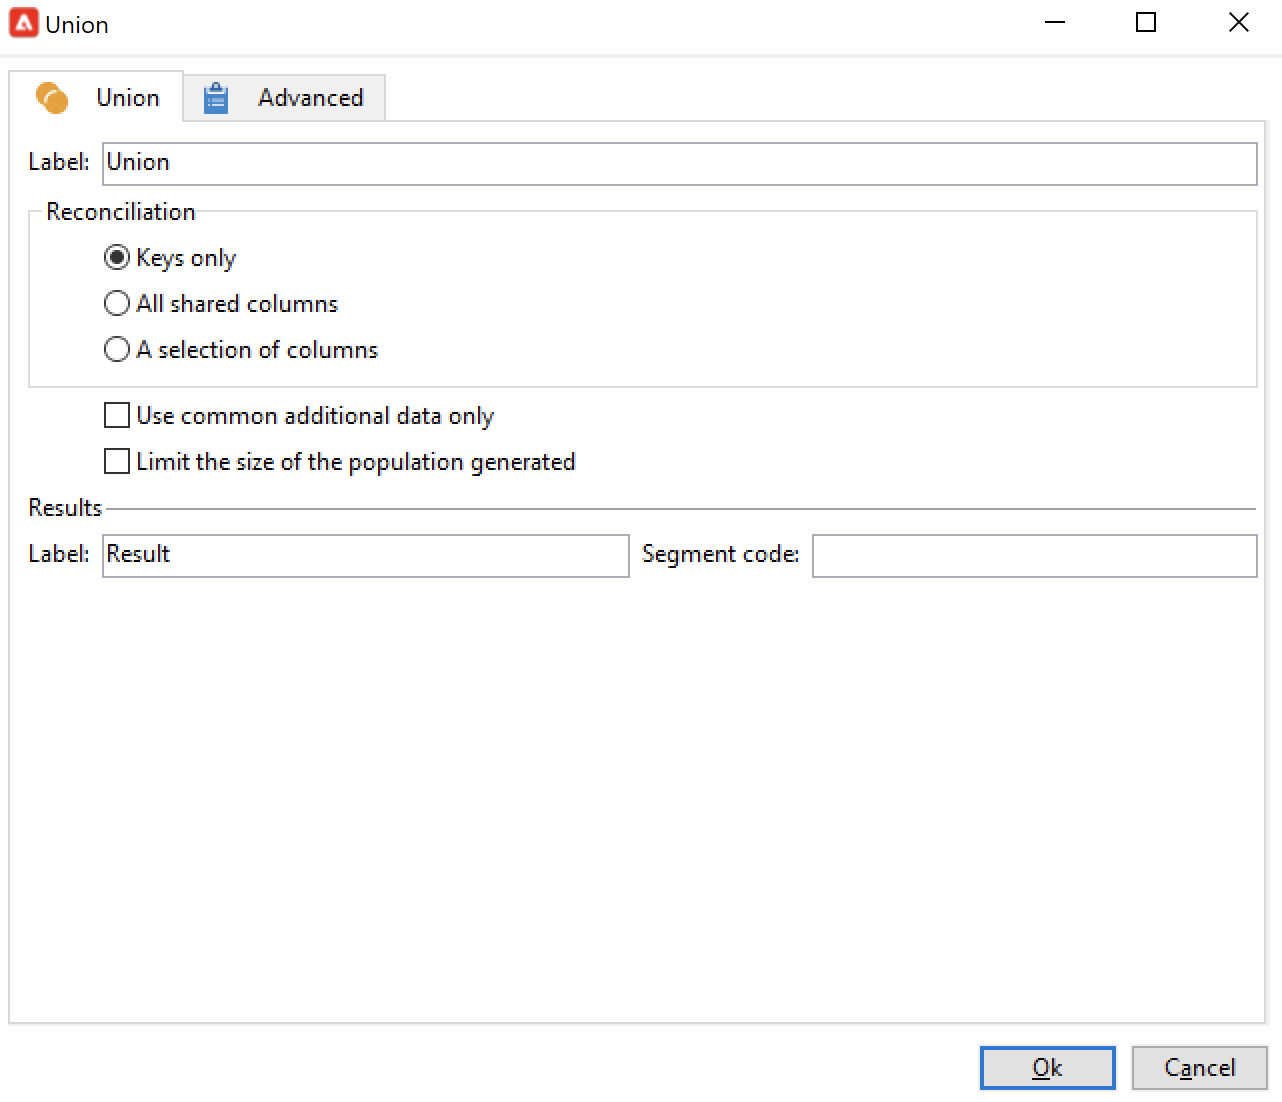 Union
Union Advanced
Label: Union
Reconciliation
Keys only
All shared columns
A selection of columns
Use common additional data only
Limit the size of the population generated
Results
Label: Result Segment code:
Ok Cancel